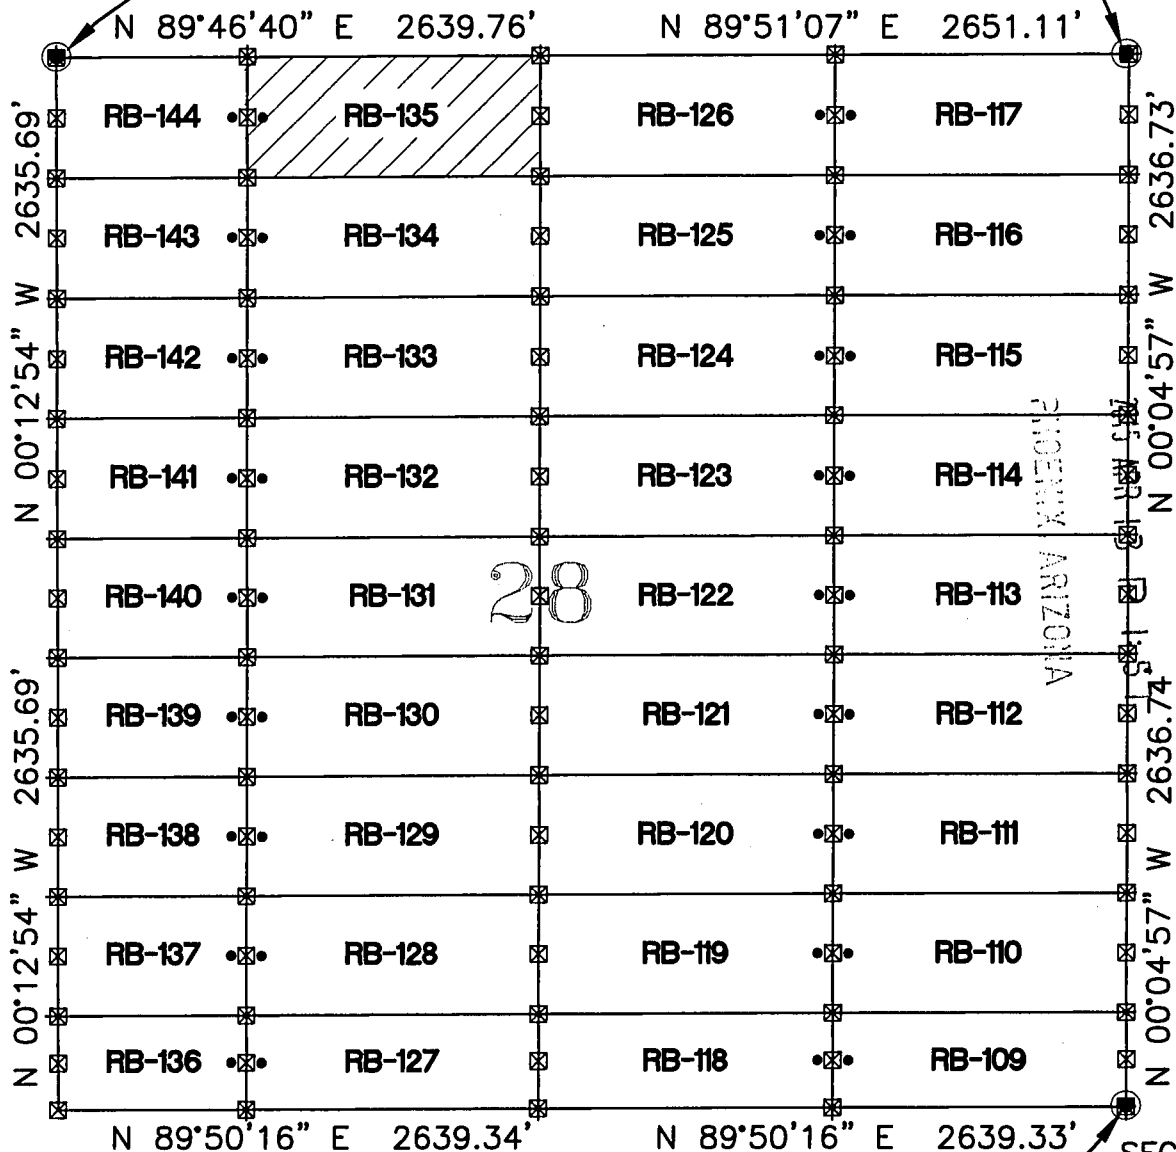 N 89°46'40" E 2639.76' N 89°51'07" E 2651.11'
RB-144 RB-135 RB-126 RB-117
RB-143 RB-134 RB-125 RB-116
RB-142 RB-133 RB-124 RB-115
RB-141 RB-132 RB-123 RB-114
RB-140 RB-131 28 RB-122 RB-113
RB-139 RB-130 RB-121 RB-112
RB-138 RB-129 RB-120 RB-111
RB-137 RB-128 RB-119 RB-110
RB-136 RB-127 RB-118 RB-109
N 00°12'54" W 2635.69'
N 00°12'54" W 2635.69'
N 00°04'57" W 2636.73'
N 00°04'57" W 2636.74'
PHOENIX, ARIZONA
N 89°50'16" E 2639.34' N 89°50'16" E 2639.33'